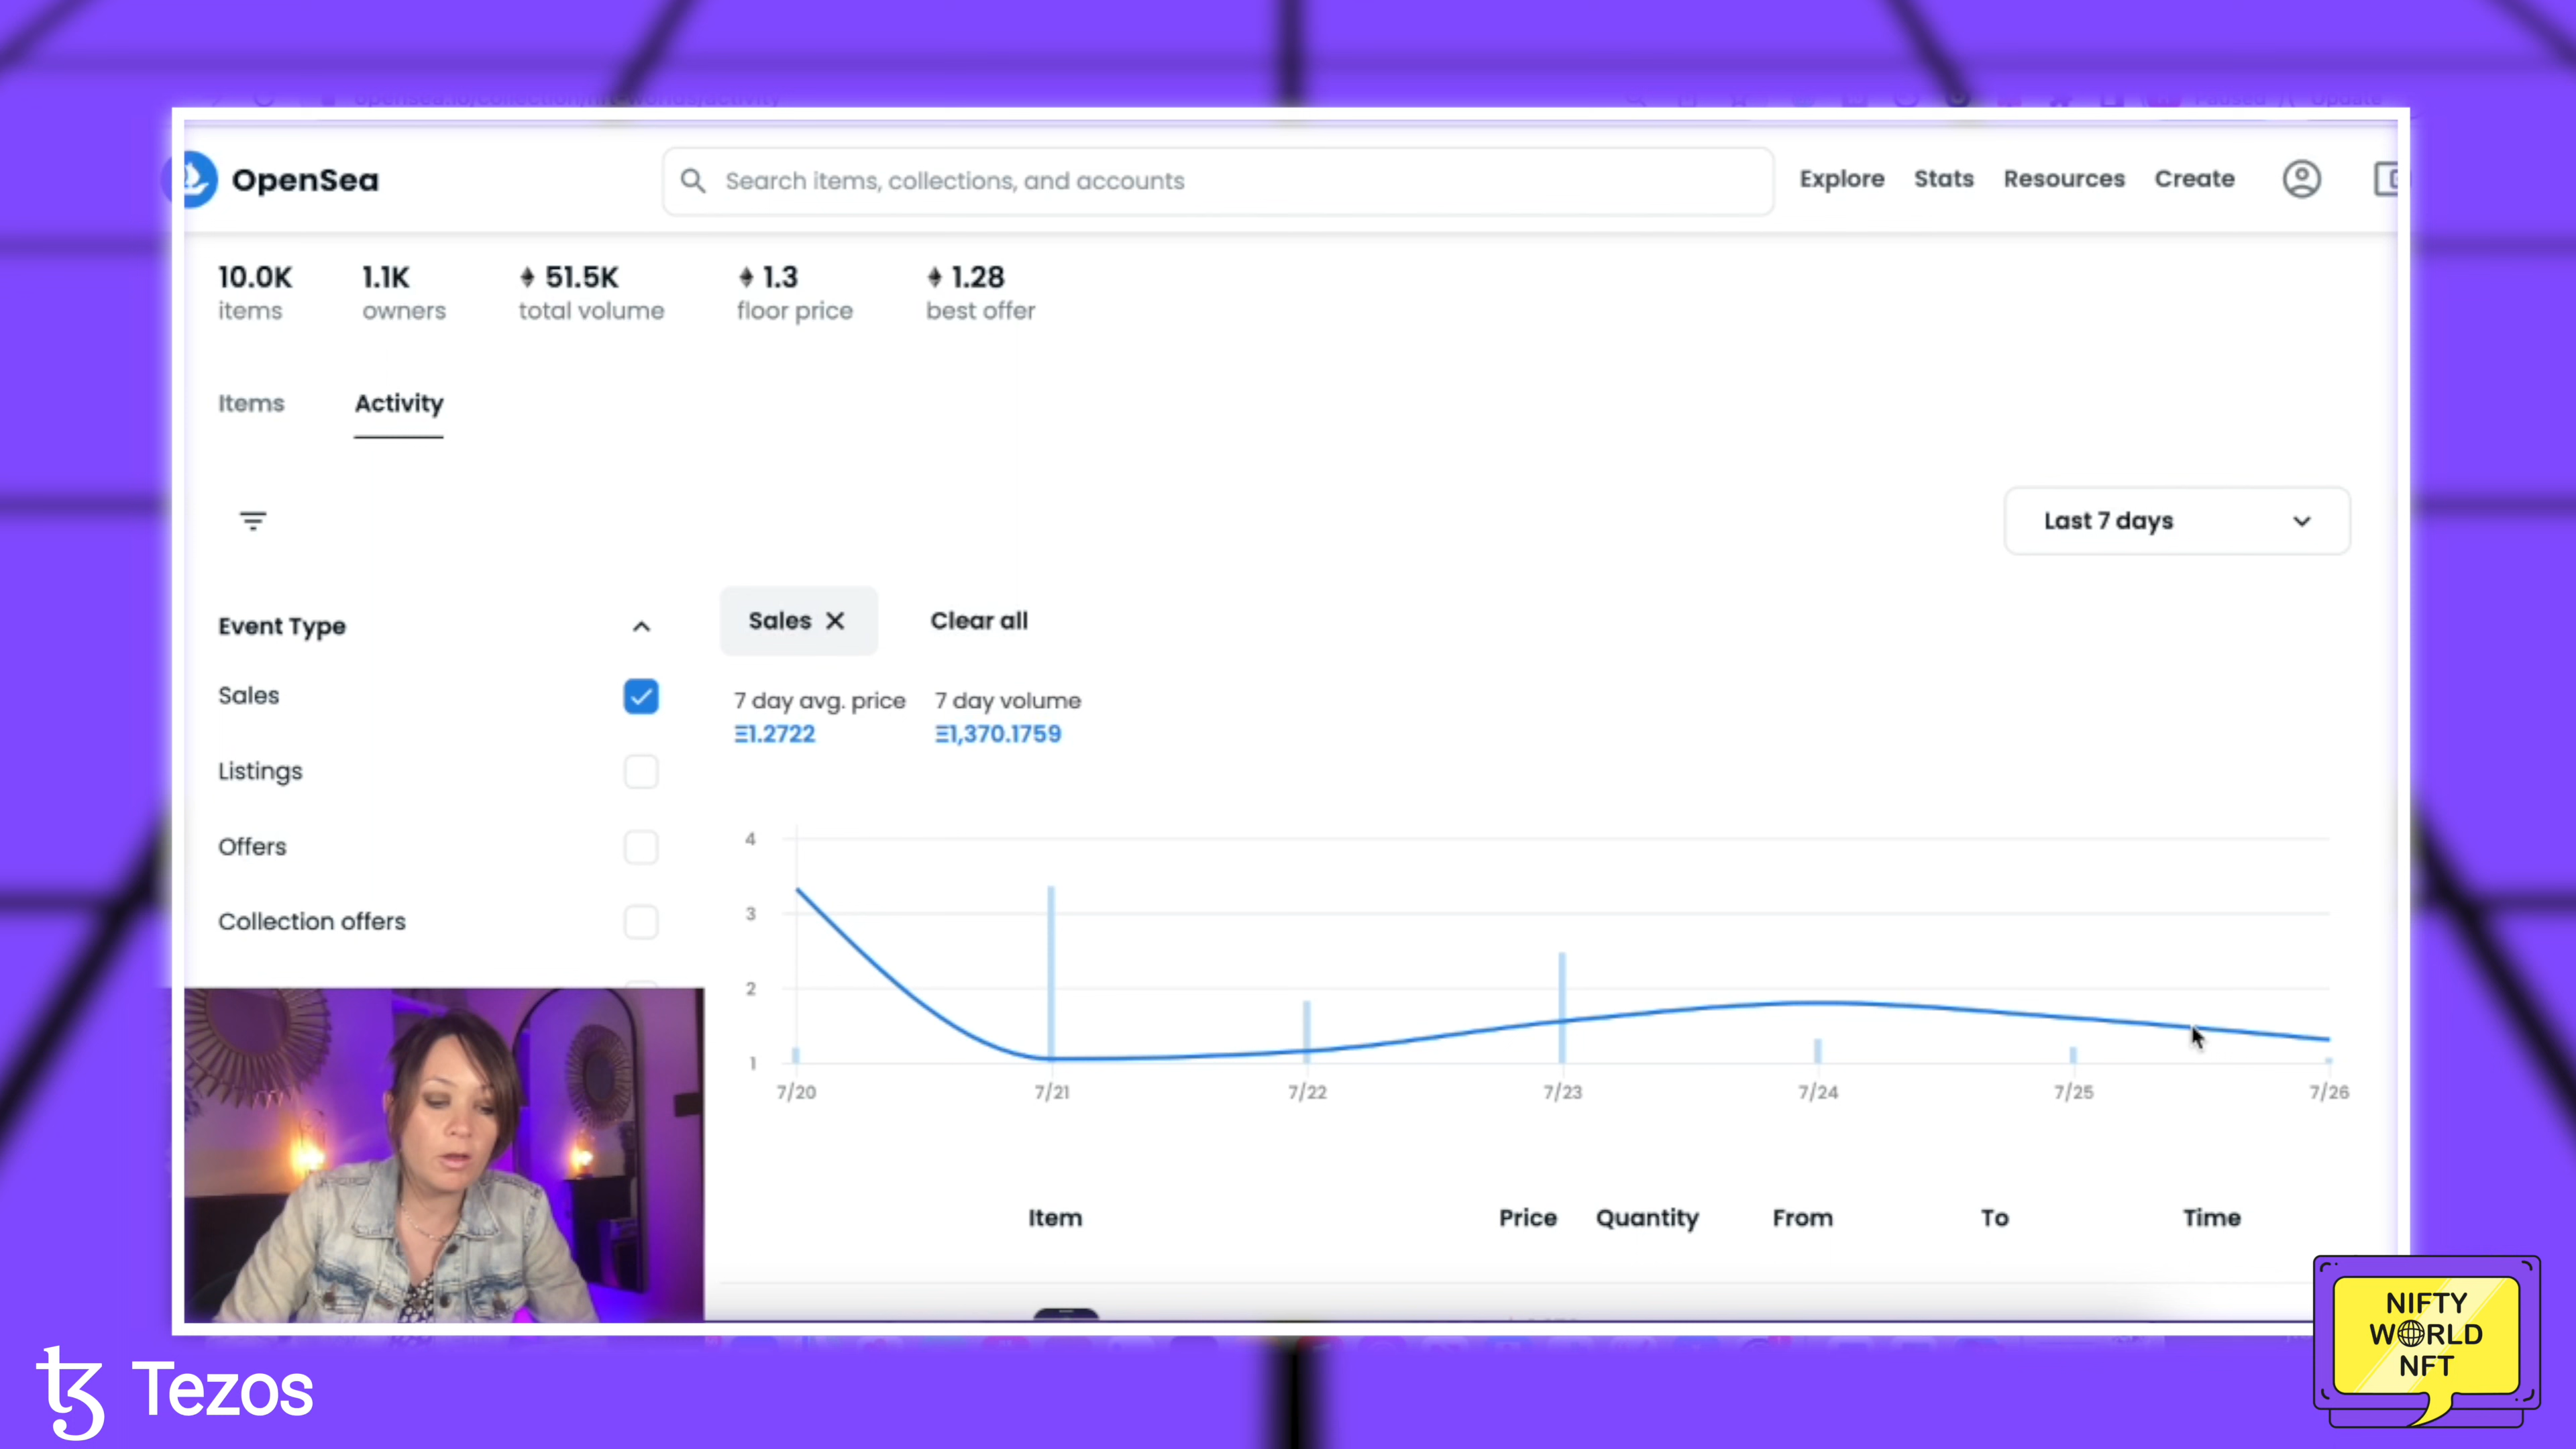 OpenSea
Search items, collections, and accounts
Explore Stats Resources Create
10.0K 1.1K 51.5K 1.3 1.28
items owners total volume floor price best offer
Items Activity
Last 7 days
Event Type
Sales
Listings
Offers
Collection offers
Sales Clear all
7 day avg. price 7 day volume
Ξ1.2722 Ξ1,370.1759
4
3
2
1
7/20 7/21 7/22 7/23 7/24 7/25 7/26
Item Price Quantity From To Time
Tezos
NIFTY
WORLD
NFT